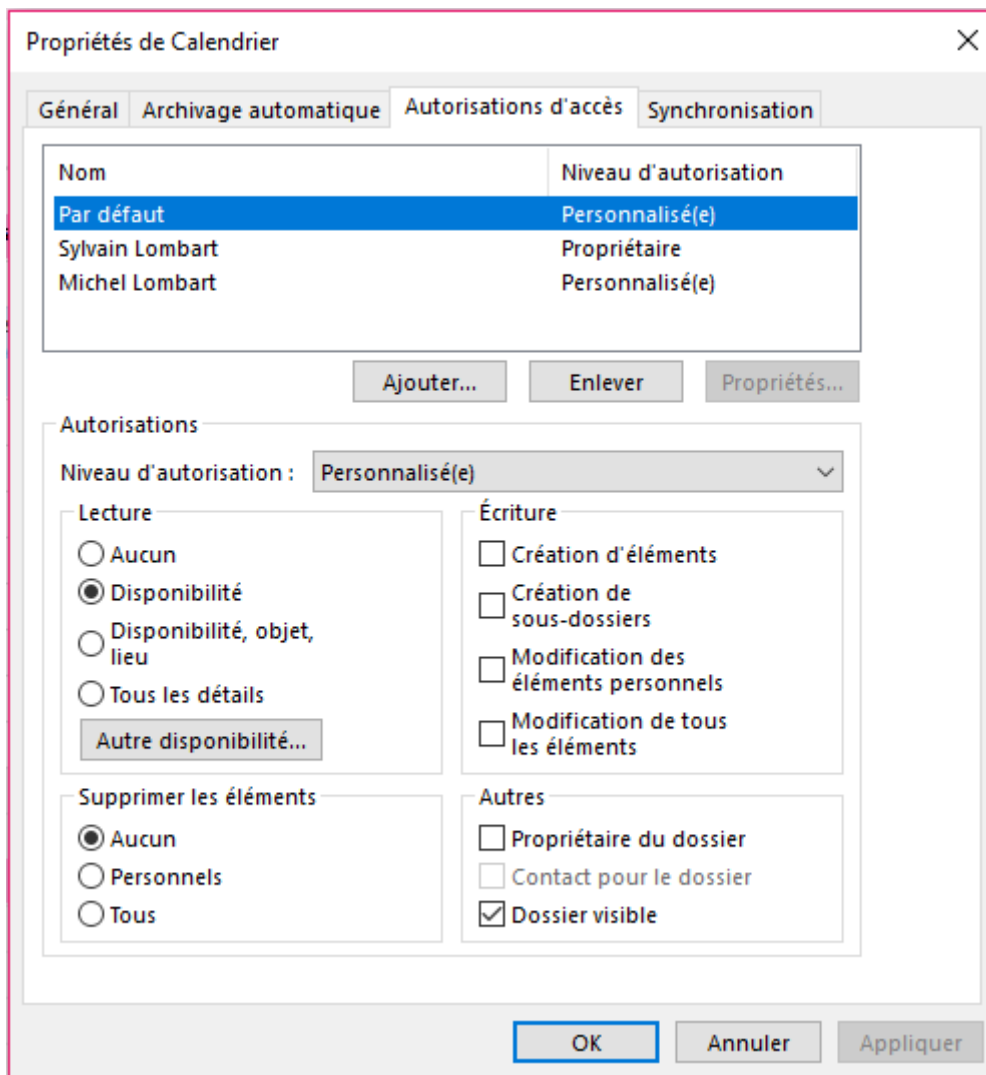 Propriétés de Calendrier
Général Archivage automatique Autorisations d'accès Synchronisation
Nom Niveau d'autorisation
Par défaut Personnalisé(e)
Sylvain Lombart Propriétaire
Michel Lombart Personnalisé(e)
Ajouter... Enlever Propriétés...
Autorisations
Niveau d'autorisation : Personnalisé(e)
Lecture
Aucun
Disponibilité
Disponibilité, objet,
lieu
Tous les détails
Autre disponibilité...
Écriture
Création d'éléments
Création de
sous-dossiers
Modification des
éléments personnels
Modification de tous
les éléments
Supprimer les éléments
Aucun
Personnels
Tous
Autres
Propriétaire du dossier
Contact pour le dossier
Dossier visible
OK Annuler Appliquer